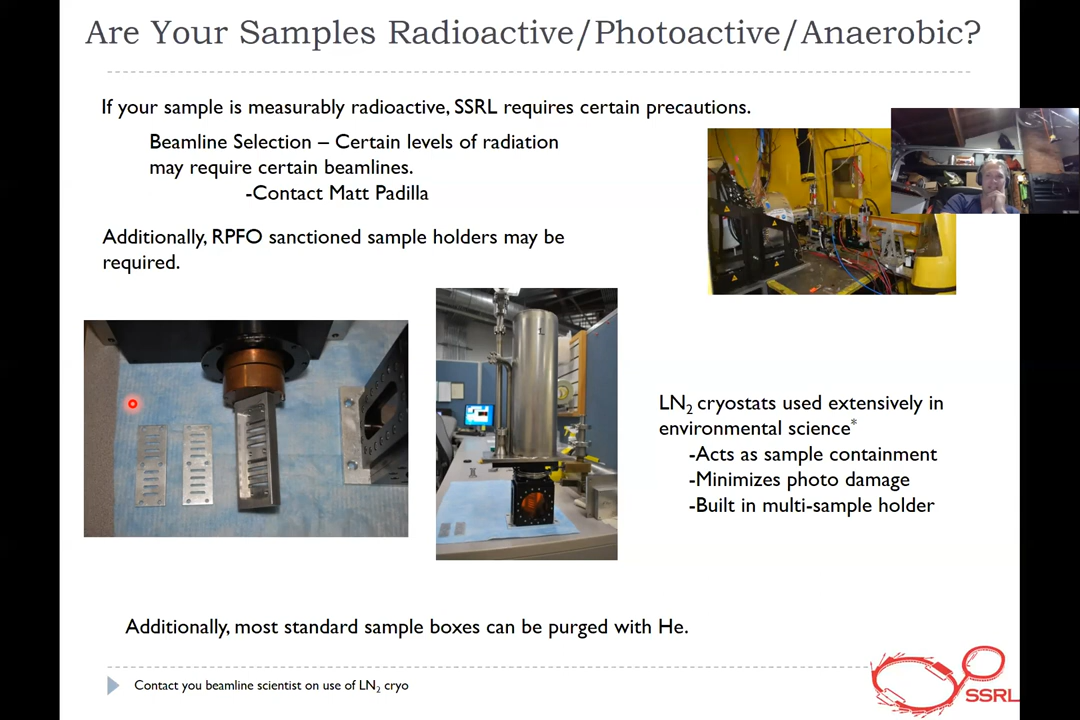 Are Your Samples Radioactive/Photoactive/Anaerobic?
If your sample is measurably radioactive, SSRL requires certain precautions.
Beamline Selection – Certain levels of radiation
may require certain beamlines.
-Contact Matt Padilla
Additionally, RPFO sanctioned sample holders may be
required.
1
LN2 cryostats used extensively in
environmental science*
-Acts as sample containment
-Minimizes photo damage
-Built in multi-sample holder
Additionally, most standard sample boxes can be purged with He.
Contact you beamline scientist on use of LN2 cryo
SSRL